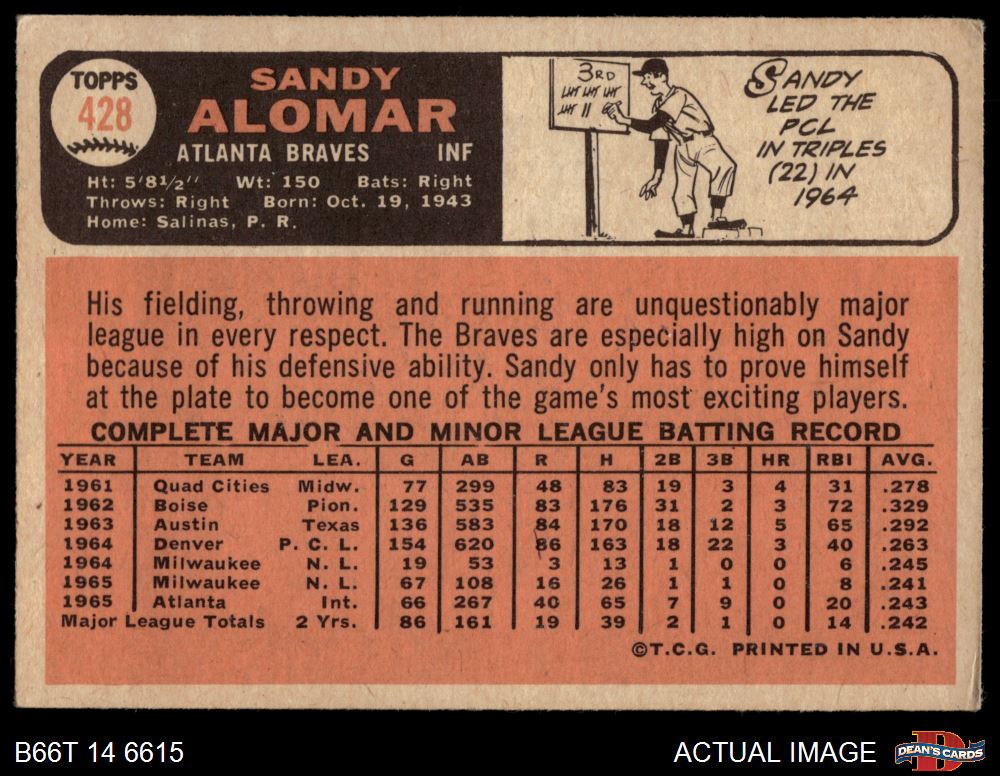 TOPPS
428
SANDY
ALOMAR
ATLANTA BRAVES INF
Ht: 5'8½" Wt: 150 Bats: Right
Throws: Right Born: Oct. 19, 1943
Home: Salinas, P. R.
3RD
SANDY
LED THE
PCL
IN TRIPLES
(22) IN
1964
His fielding, throwing and running are unquestionably major
league in every respect. The Braves are especially high on Sandy
because of his defensive ability. Sandy only has to prove himself
at the plate to become one of the game's most exciting players.
COMPLETE MAJOR AND MINOR LEAGUE BATTING RECORD
YEAR TEAM LEA. G AB R H 2B 3B HR RBI AVG.
1961 Quad Cities Midw. 77 299 48 83 19 3 4 31 .278
1962 Boise Pion. 129 535 83 176 31 2 3 72 .329
1963 Austin Texas 136 583 84 170 18 12 5 65 .292
1964 Denver P. C. L. 154 620 86 163 18 22 3 40 .263
1964 Milwaukee N. L. 19 53 3 13 1 0 0 6 .245
1965 Milwaukee N. L. 67 108 16 26 1 1 0 8 .241
1965 Atlanta Int. 66 267 40 65 7 9 0 20 .243
Major League Totals 2 Yrs. 86 161 19 39 2 1 0 14 .242
©T.C.G. PRINTED IN U.S.A.
B66T 14 6615
ACTUAL IMAGE
DEAN'S CARDS